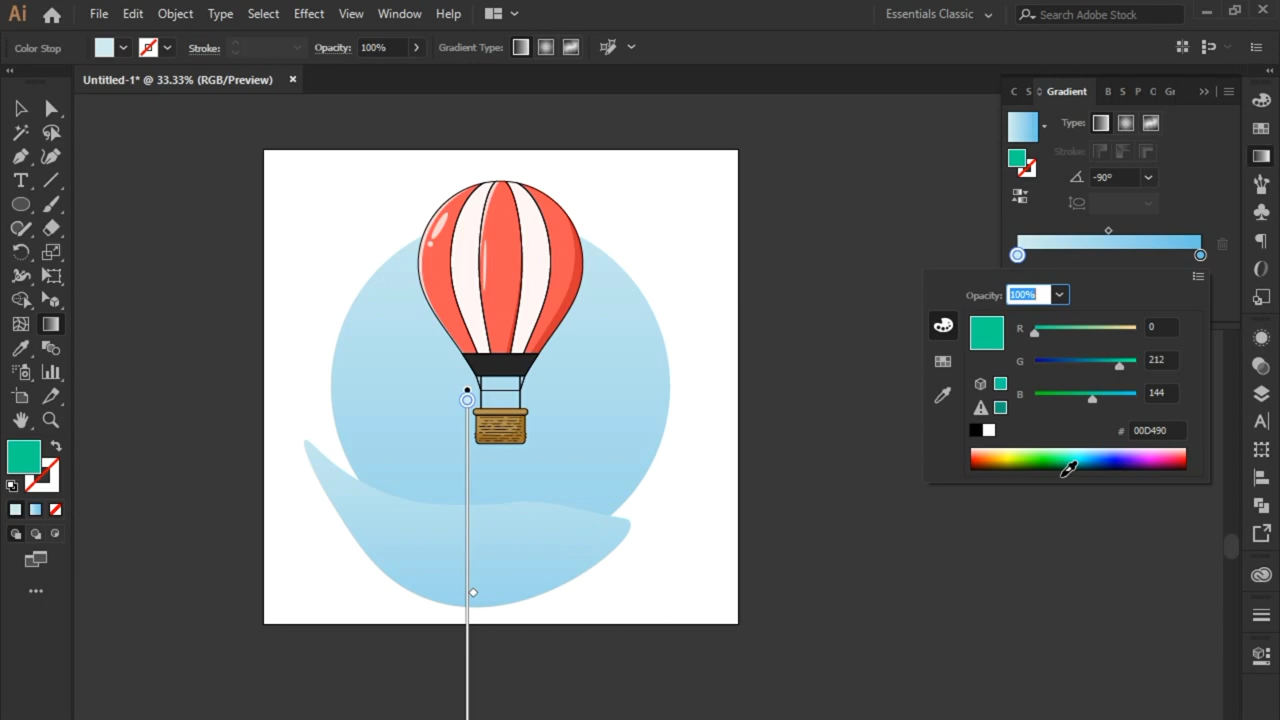 Ai File Edit Object Type Select Effect View Window Help Essentials Classic Search Adobe Stock
Color Stop Stroke: Opacity: 100% Gradient Type:
Untitled-1* @ 33.33% (RGB/Preview) ×
C S Gradient B S P O Gr
Type:
Stroke:
-90°
Opacity: 100%
R 0
G 212
B 144
# 00D490